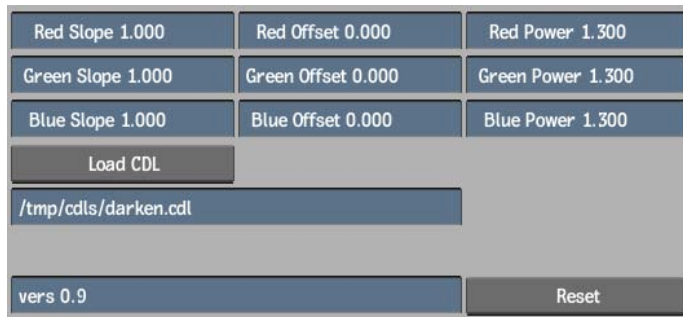 Red Slope 1.000 Red Offset 0.000 Red Power 1.300
Green Slope 1.000 Green Offset 0.000 Green Power 1.300
Blue Slope 1.000 Blue Offset 0.000 Blue Power 1.300
Load CDL
/tmp/cdls/darken.cdl
vers 0.9 Reset